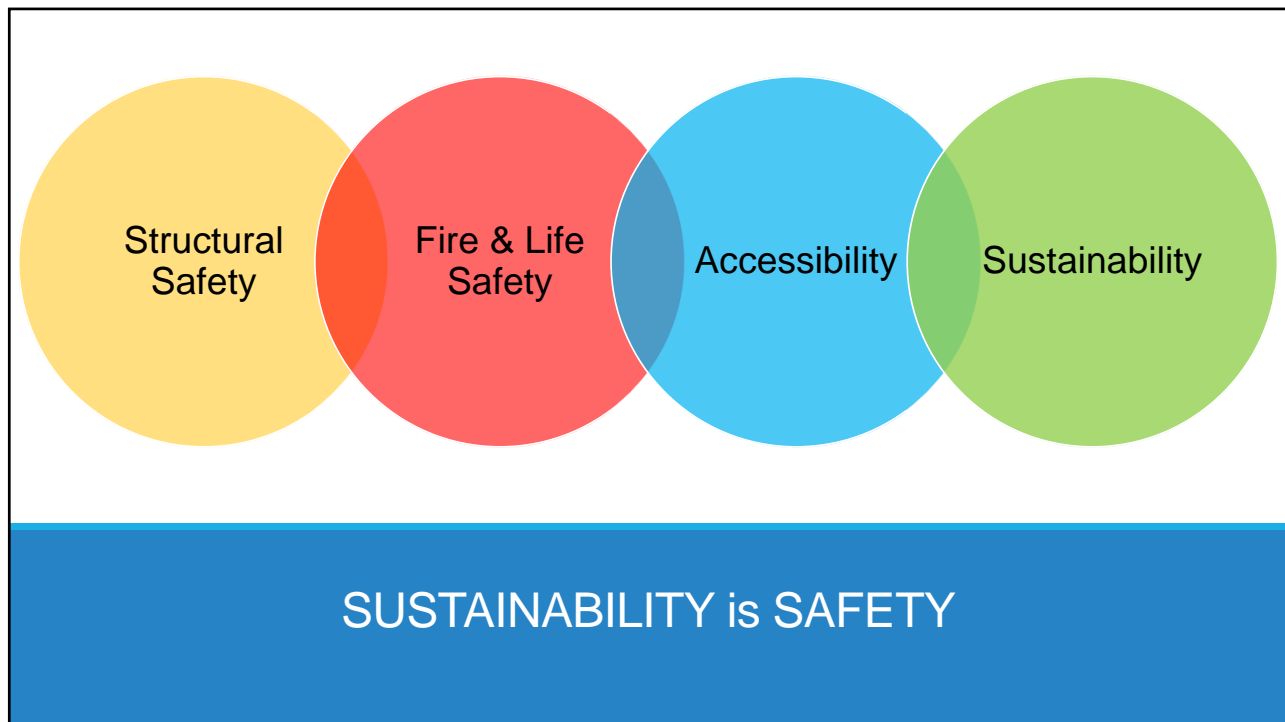 Structural
Safety
Fire & Life
Safety
Accessibility
Sustainability
SUSTAINABILITY is SAFETY